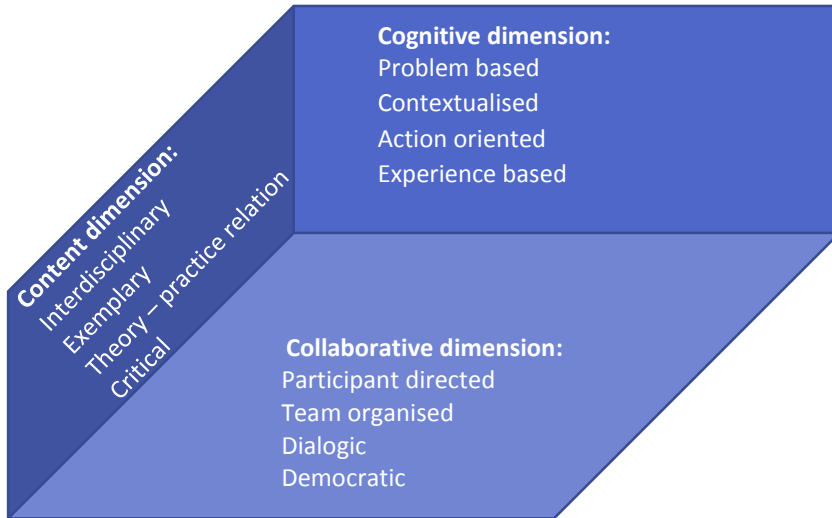 Cognitive dimension:
Problem based
Contextualised
Action oriented
Experience based
Content dimension:
Interdisciplinary
Exemplary
Theory – practice relation
Critical
Collaborative dimension:
Participant directed
Team organised
Dialogic
Democratic